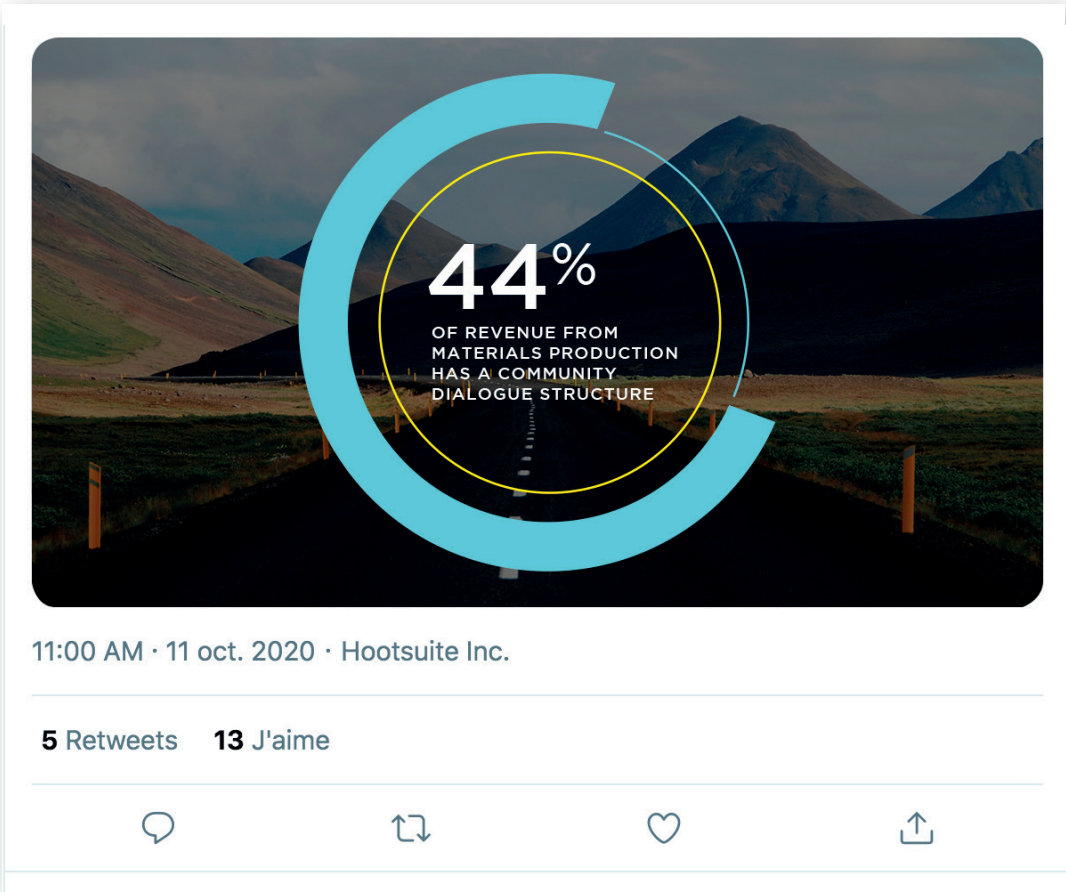 44%
OF REVENUE FROM
MATERIALS PRODUCTION
HAS A COMMUNITY
DIALOGUE STRUCTURE
11:00 AM · 11 oct. 2020 · Hootsuite Inc.
5 Retweets 13 J'aime